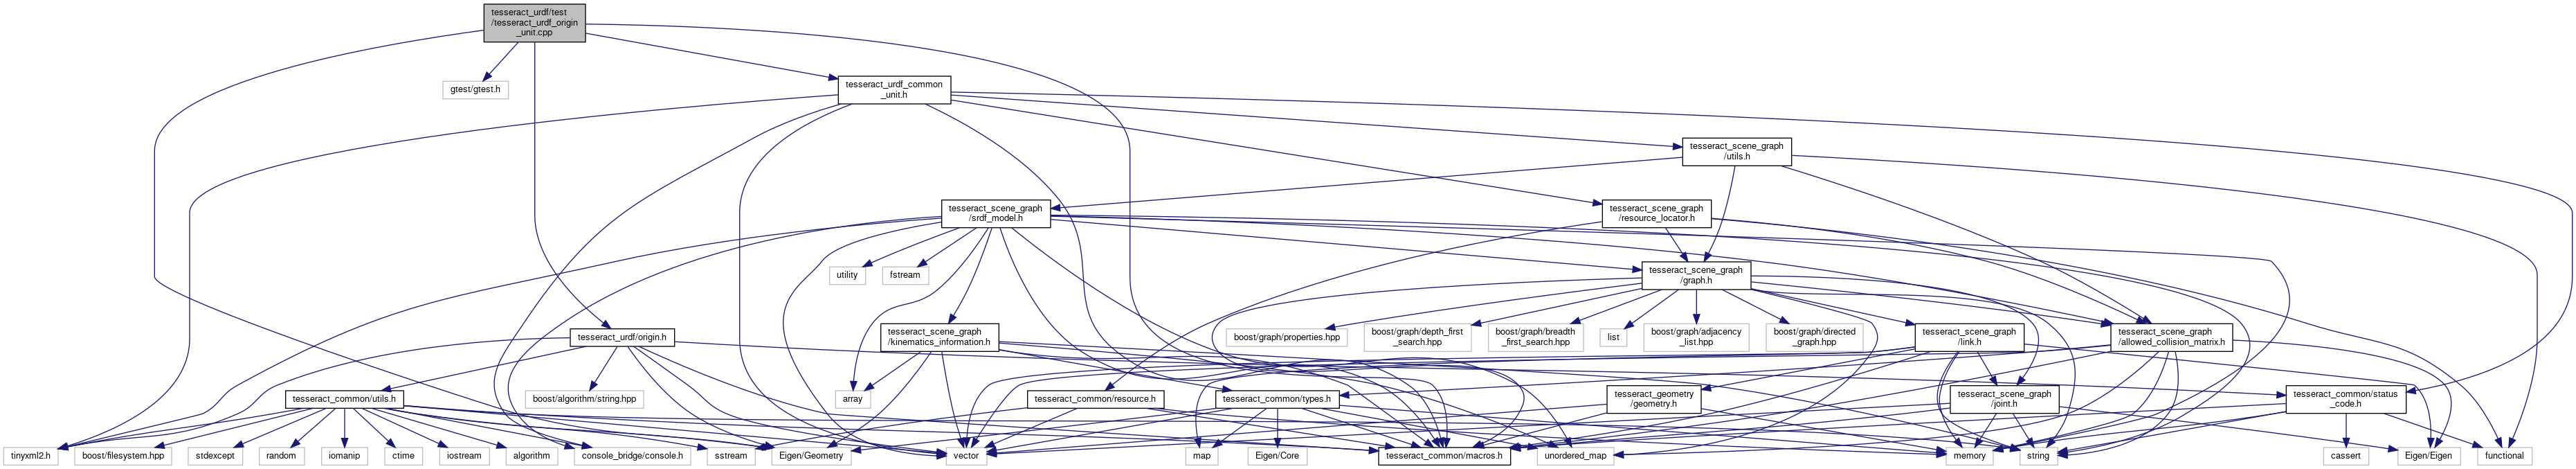 tesseract_urdf/test
/tesseract_urdf_origin
_unit.cpp
gtest/gtest.h
tesseract_urdf_common
_unit.h
tesseract_scene_graph
/utils.h
tesseract_scene_graph
/srdf_model.h
tesseract_scene_graph
/resource_locator.h
utility
fstream
tesseract_scene_graph
/graph.h
tesseract_urdf/origin.h
tesseract_scene_graph
/kinematics_information.h
boost/graph/properties.hpp
boost/graph/depth_first
_search.hpp
boost/graph/breadth
_first_search.hpp
list
boost/graph/adjacency
_list.hpp
boost/graph/directed
_graph.hpp
tesseract_scene_graph
/link.h
tesseract_scene_graph
/allowed_collision_matrix.h
tesseract_common/utils.h
boost/algorithm/string.hpp
array
tesseract_common/resource.h
tesseract_common/types.h
tesseract_geometry
/geometry.h
tesseract_scene_graph
/joint.h
tesseract_common/status
_code.h
tinyxml2.h
boost/filesystem.hpp
stdexcept
random
iomanip
ctime
iostream
algorithm
console_bridge/console.h
sstream
Eigen/Geometry
vector
map
Eigen/Core
tesseract_common/macros.h
unordered_map
memory
string
cassert
Eigen/Eigen
functional